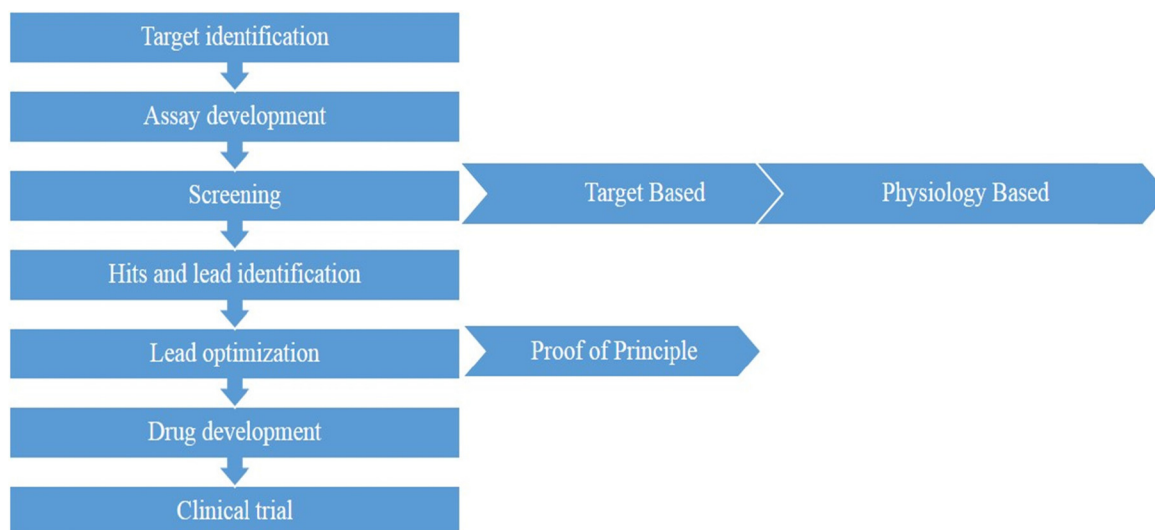 Target identification
Assay development
Screening
Target Based
Physiology Based
Hits and lead identification
Lead optimization
Proof of Principle
Drug development
Clinical trial